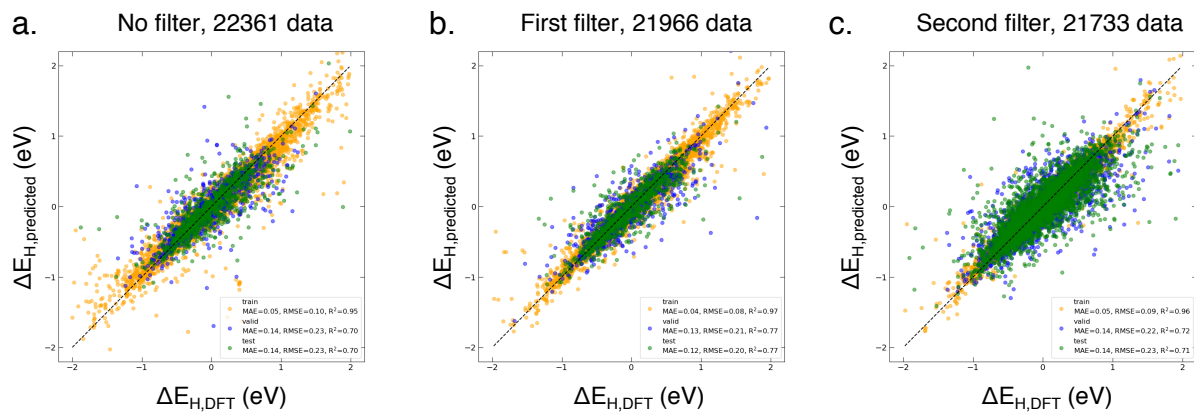 a. No filter, 22361 data
ΔE_H,predicted (eV)
2
1
0
−1
−2
−2 −1 0 1 2
train
MAE=0.05, RMSE=0.10, R²=0.95
valid
MAE=0.14, RMSE=0.23, R²=0.70
test
MAE=0.14, RMSE=0.23, R²=0.70
ΔE_H,DFT (eV)
b. First filter, 21966 data
ΔE_H,predicted (eV)
2
1
0
−1
−2
−2 −1 0 1 2
train
MAE=0.04, RMSE=0.08, R²=0.97
valid
MAE=0.13, RMSE=0.21, R²=0.77
test
MAE=0.12, RMSE=0.20, R²=0.77
ΔE_H,DFT (eV)
c. Second filter, 21733 data
ΔE_H,predicted (eV)
2
1
0
−1
−2
−2 −1 0 1 2
train
MAE=0.05, RMSE=0.09, R²=0.96
valid
MAE=0.14, RMSE=0.22, R²=0.72
test
MAE=0.14, RMSE=0.23, R²=0.71
ΔE_H,DFT (eV)